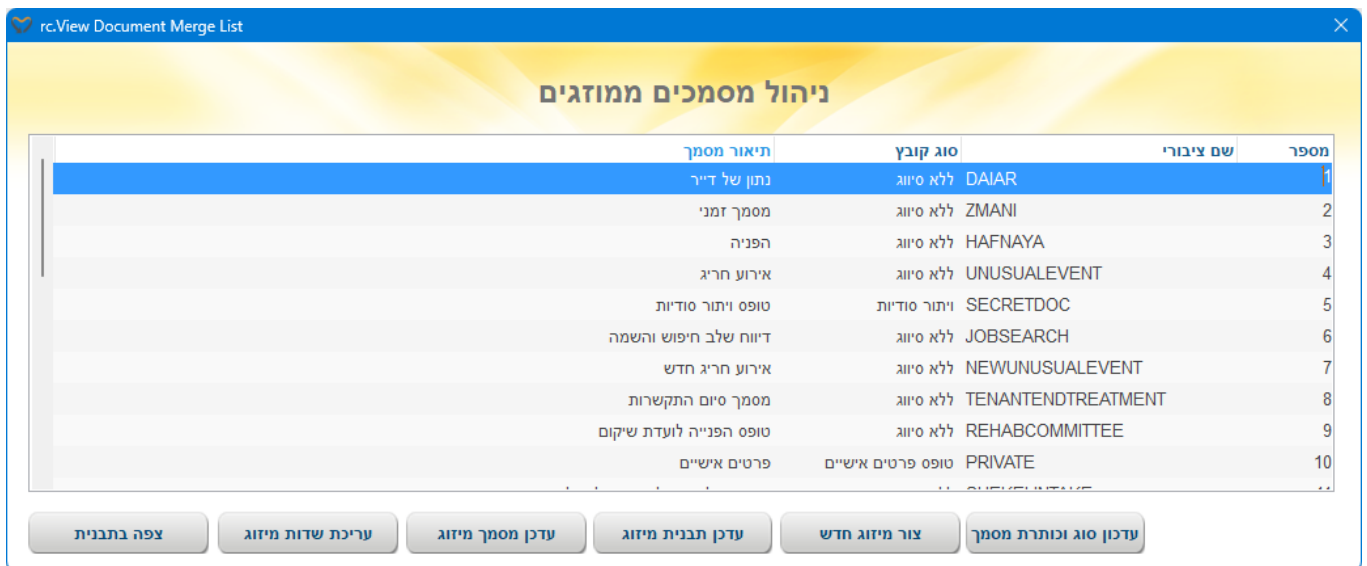 rc.View Document Merge List
ניהול מסמכים ממוזגים
מספר שם ציבורי סוג קובץ תיאור מסמך
1 DAIAR ללא סיווג נתון של דייר
2 ZMANI ללא סיווג מסמך זמני
3 HAFNAYA ללא סיווג הפניה
4 UNUSUALEVENT ללא סיווג אירוע חריג
5 SECRETDOC ויתור סודיות טופס ויתור סודיות
6 JOBSEARCH ללא סיווג דיווח שלב חיפוש והשמה
7 NEWUNUSUALEVENT ללא סיווג אירוע חריג חדש
8 TENANTENDTREATMENT ללא סיווג מסמך סיום התקשרות
9 REHABCOMMITTEE ללא סיווג טופס הפנייה לועדת שיקום
10 PRIVATE טופס פרטים אישיים פרטים אישיים
עדכון סוג וכותרת מסמך צור מיזוג חדש עדכן תבנית מיזוג עדכן מסמך מיזוג עריכת שדות מיזוג צפה בתבנית